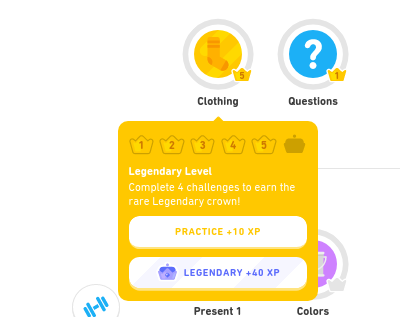 5
1
Clothing
Questions
1 2 3 4 5
Legendary Level
Complete 4 challenges to earn the
rare Legendary crown!
PRACTICE +10 XP
LEGENDARY +40 XP
Present 1
Colors